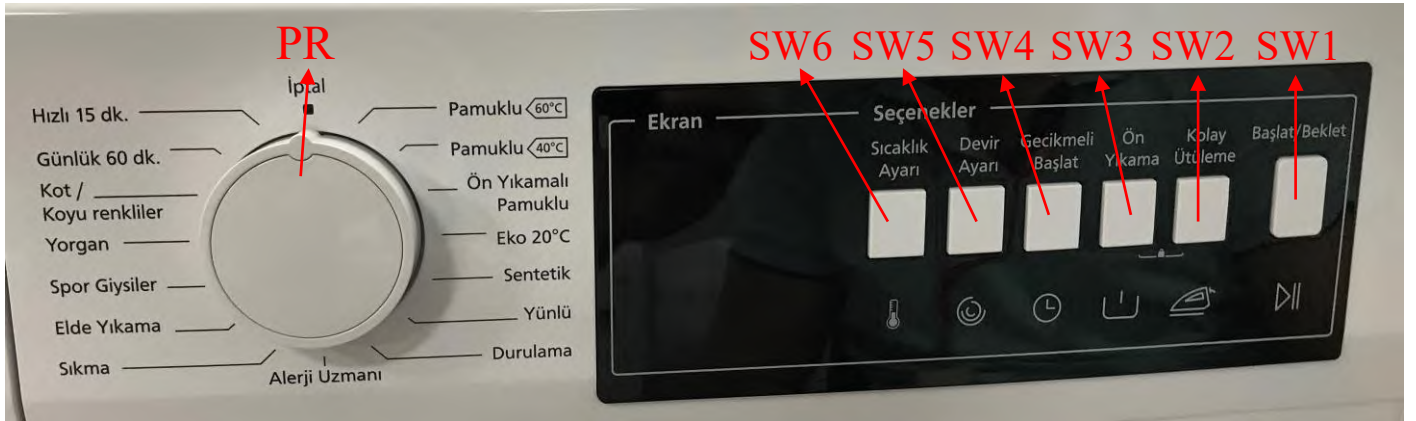 PR
SW6 SW5 SW4 SW3 SW2 SW1
İptal
Hızlı 15 dk.
Günlük 60 dk.
Kot /
Koyu renkliler
Yorgan
Spor Giysiler
Elde Yıkama
Sıkma
Alerji Uzmanı
Pamuklu 60°C
Pamuklu 40°C
Ön Yıkamalı
Pamuklu
Eko 20°C
Sentetik
Yünlü
Durulama
Ekran
Seçenekler
Sıcaklık
Ayarı
Devir
Ayarı
Gecikmeli
Başlat
Ön
Yıkama
Kolay
Ütüleme
Başlat/Beklet